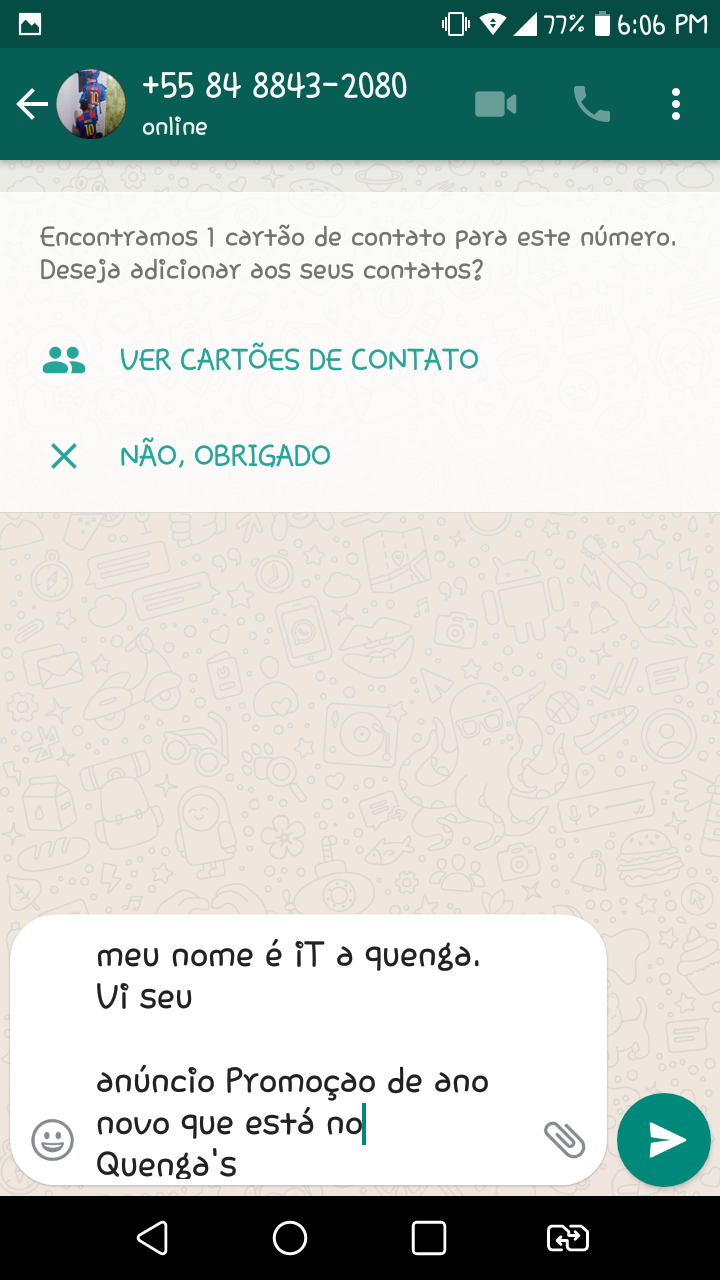 77% 6:06 PM
+55 84 8843-2080
online
Encontramos 1 cartão de contato para este número.
Deseja adicionar aos seus contatos?
VER CARTÕES DE CONTATO
NÃO, OBRIGADO
meu nome é iT a quenga.
Vi seu
anúncio Promoçao de ano
novo que está no
Quenga's